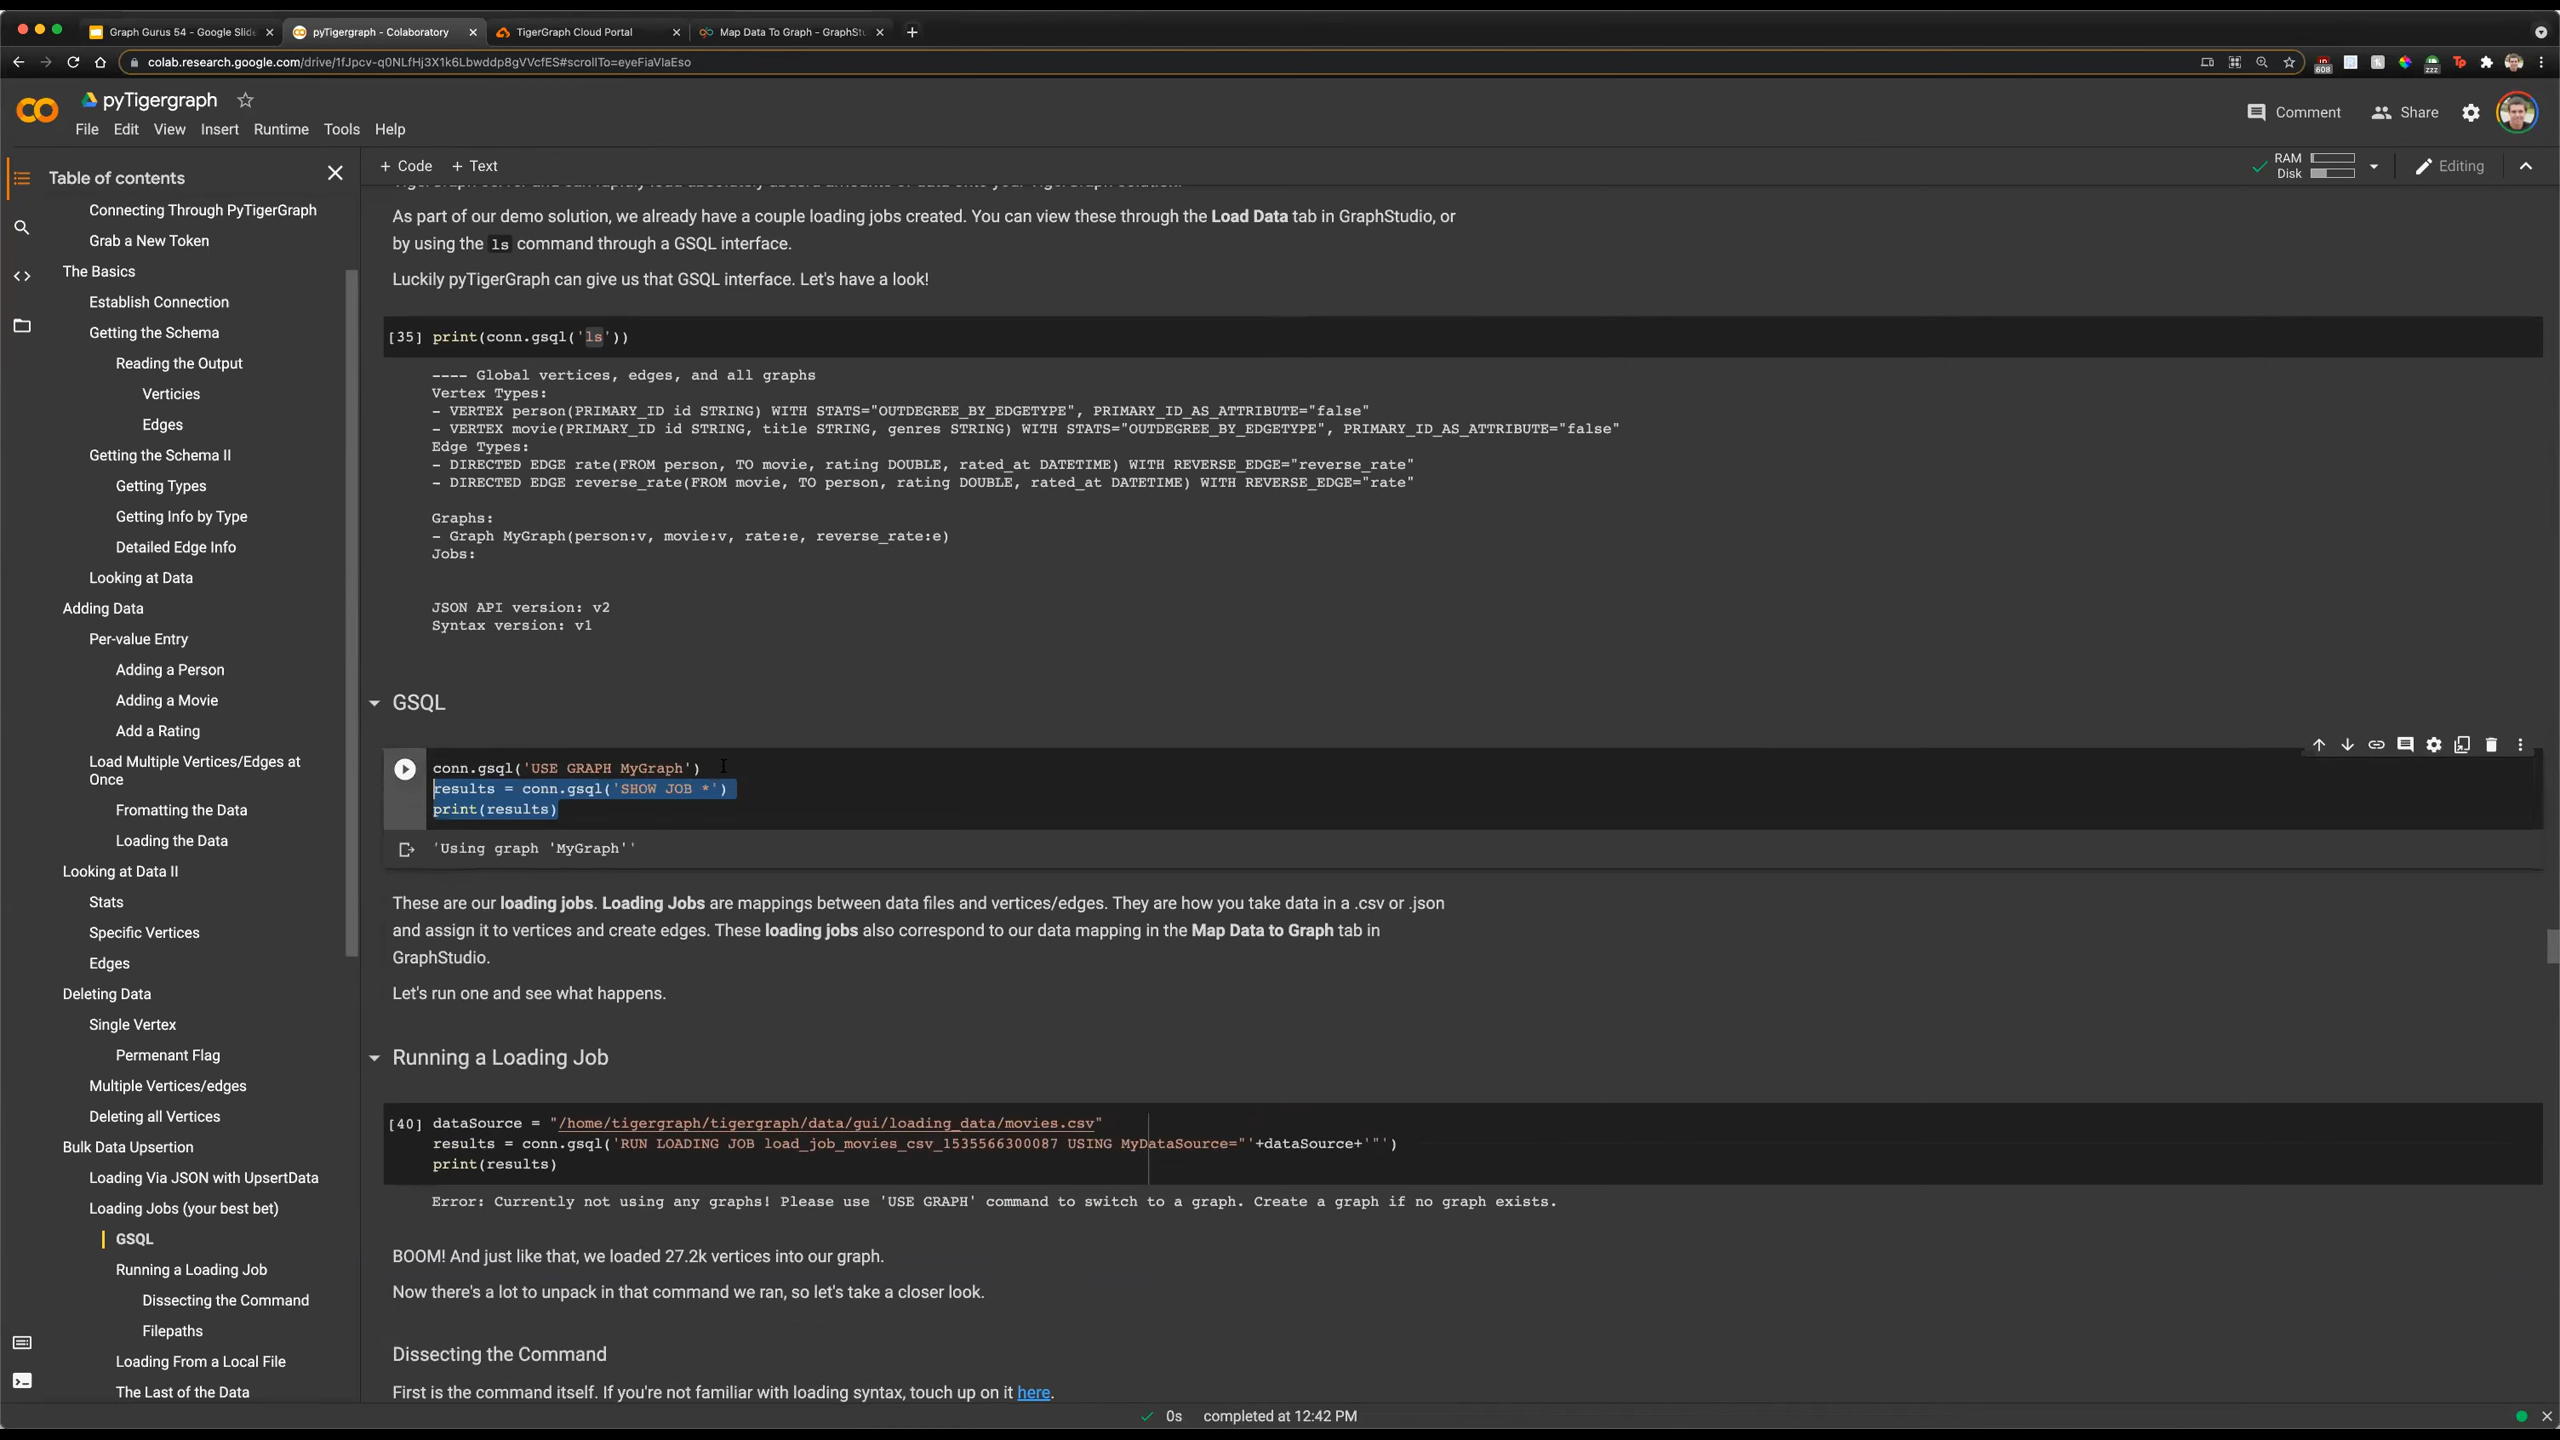 Graph Gurus 54 - Google Slide
pyTigergraph - Colaboratory
TigerGraph Cloud Portal
Map Data To Graph - GraphStu
colab.research.google.com/drive/1fJpcv-q0NLfHj3X1k6Lbwddp8gVVcfES#scrollTo=eyeFiaVlaEso
608
zzz
Tp
pyTigergraph
File Edit View Insert Runtime Tools Help
Comment
Share
Table of contents
+ Code + Text
RAM
Disk
Editing
Connecting Through PyTigerGraph
Grab a New Token
The Basics
Establish Connection
Getting the Schema
Reading the Output
Verticies
Edges
Getting the Schema II
Getting Types
Getting Info by Type
Detailed Edge Info
Looking at Data
Adding Data
Per-value Entry
Adding a Person
Adding a Movie
Add a Rating
Load Multiple Vertices/Edges at
Once
Fromatting the Data
Loading the Data
Looking at Data II
Stats
Specific Vertices
Edges
Deleting Data
Single Vertex
Permenant Flag
Multiple Vertices/edges
Deleting all Vertices
Bulk Data Upsertion
Loading Via JSON with UpsertData
Loading Jobs (your best bet)
GSQL
Running a Loading Job
Dissecting the Command
Filepaths
Loading From a Local File
The Last of the Data
As part of our demo solution, we already have a couple loading jobs created. You can view these through the Load Data tab in GraphStudio, or
by using the ls command through a GSQL interface.
Luckily pyTigerGraph can give us that GSQL interface. Let's have a look!
[35] print(conn.gsql('ls'))
---- Global vertices, edges, and all graphs
Vertex Types:
- VERTEX person(PRIMARY_ID id STRING) WITH STATS="OUTDEGREE_BY_EDGETYPE", PRIMARY_ID_AS_ATTRIBUTE="false"
- VERTEX movie(PRIMARY_ID id STRING, title STRING, genres STRING) WITH STATS="OUTDEGREE_BY_EDGETYPE", PRIMARY_ID_AS_ATTRIBUTE="false"
Edge Types:
- DIRECTED EDGE rate(FROM person, TO movie, rating DOUBLE, rated_at DATETIME) WITH REVERSE_EDGE="reverse_rate"
- DIRECTED EDGE reverse_rate(FROM movie, TO person, rating DOUBLE, rated_at DATETIME) WITH REVERSE_EDGE="rate"
Graphs:
- Graph MyGraph(person:v, movie:v, rate:e, reverse_rate:e)
Jobs:
JSON API version: v2
Syntax version: v1
GSQL
conn.gsql('USE GRAPH MyGraph')
results = conn.gsql('SHOW JOB *')
print(results)
'Using graph 'MyGraph''
These are our loading jobs. Loading Jobs are mappings between data files and vertices/edges. They are how you take data in a .csv or .json
and assign it to vertices and create edges. These loading jobs also correspond to our data mapping in the Map Data to Graph tab in
GraphStudio.
Let's run one and see what happens.
Running a Loading Job
[40] dataSource = "/home/tigergraph/tigergraph/data/gui/loading_data/movies.csv"
results = conn.gsql('RUN LOADING JOB load_job_movies_csv_1535566300087 USING MyDataSource="'+dataSource+'"')
print(results)
Error: Currently not using any graphs! Please use 'USE GRAPH' command to switch to a graph. Create a graph if no graph exists.
BOOM! And just like that, we loaded 27.2k vertices into our graph.
Now there's a lot to unpack in that command we ran, so let's take a closer look.
Dissecting the Command
First is the command itself. If you're not familiar with loading syntax, touch up on it here.
0s completed at 12:42 PM